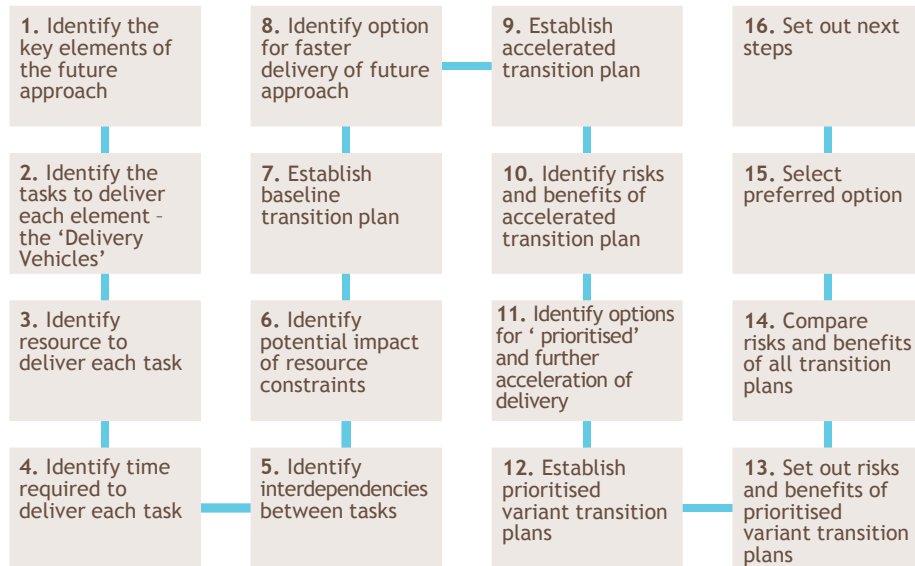 1. Identify the
key elements of
the future
approach
2. Identify the
tasks to deliver
each element –
the ‘Delivery
Vehicles’
3. Identify
resource to
deliver each task
4. Identify time
required to
deliver each task
5. Identify
interdependencies
between tasks
6. Identify
potential impact
of resource
constraints
7. Establish
baseline
transition plan
8. Identify option
for faster
delivery of future
approach
9. Establish
accelerated
transition plan
10. Identify risks
and benefits of
accelerated
transition plan
11. Identify options
for ‘ prioritised’
and further
acceleration of
delivery
12. Establish
prioritised
variant transition
plans
13. Set out risks
and benefits of
prioritised
variant transition
plans
14. Compare
risks and benefits
of all transition
plans
15. Select
preferred option
16. Set out next
steps